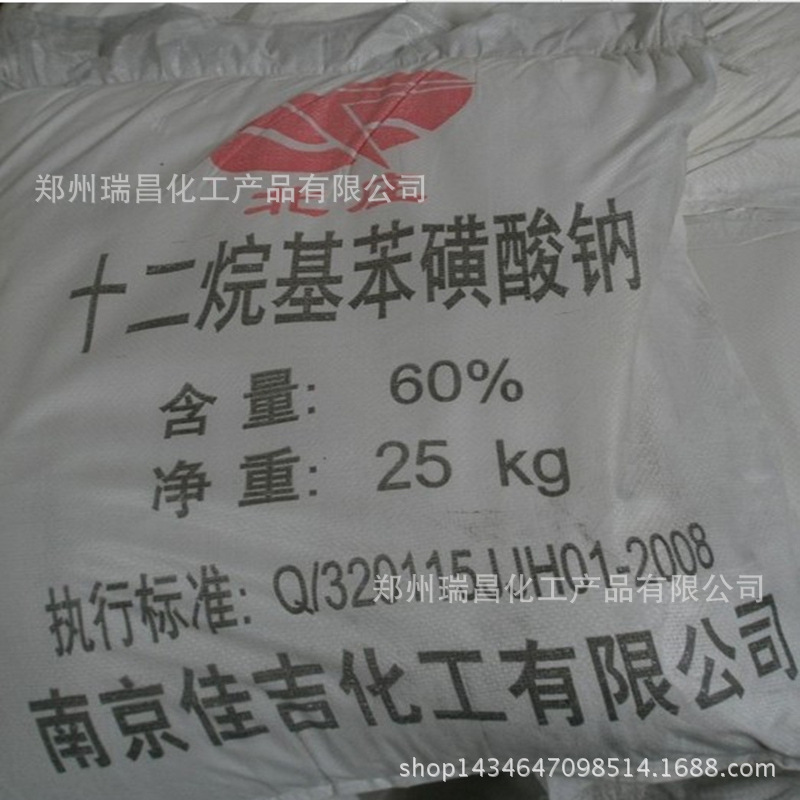 郑州瑞昌化工产品有限公司
十二烷基苯磺酸钠
含量: 60%
净重: 25 kg
执行标准: Q/320115JJH01-2008
郑州瑞昌化工产品有限公司
南京佳吉化工有限公司
shop1434647098514.1688.com